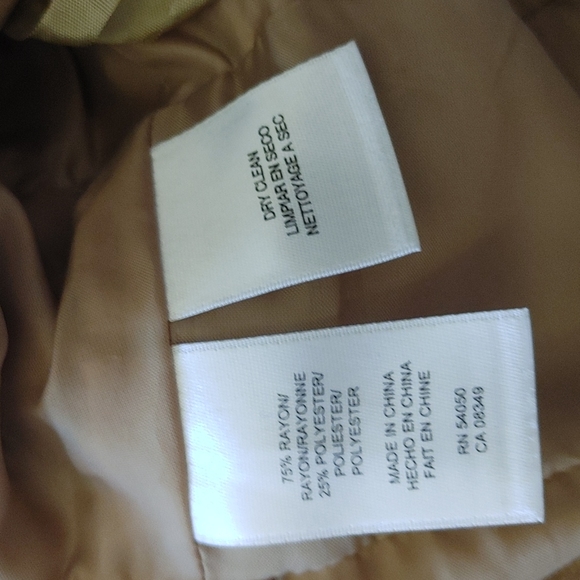 DRY CLEAN
LIMPIAR EN SECO
NETTOYAGE A SEC
75% RAYON/
RAYON/RAYONNE
25% POLYESTER/
POLIESTER/
POLYESTER
MADE IN CHINA
HECHO EN CHINA
FAIT EN CHINE
RN 54050
CA 08349